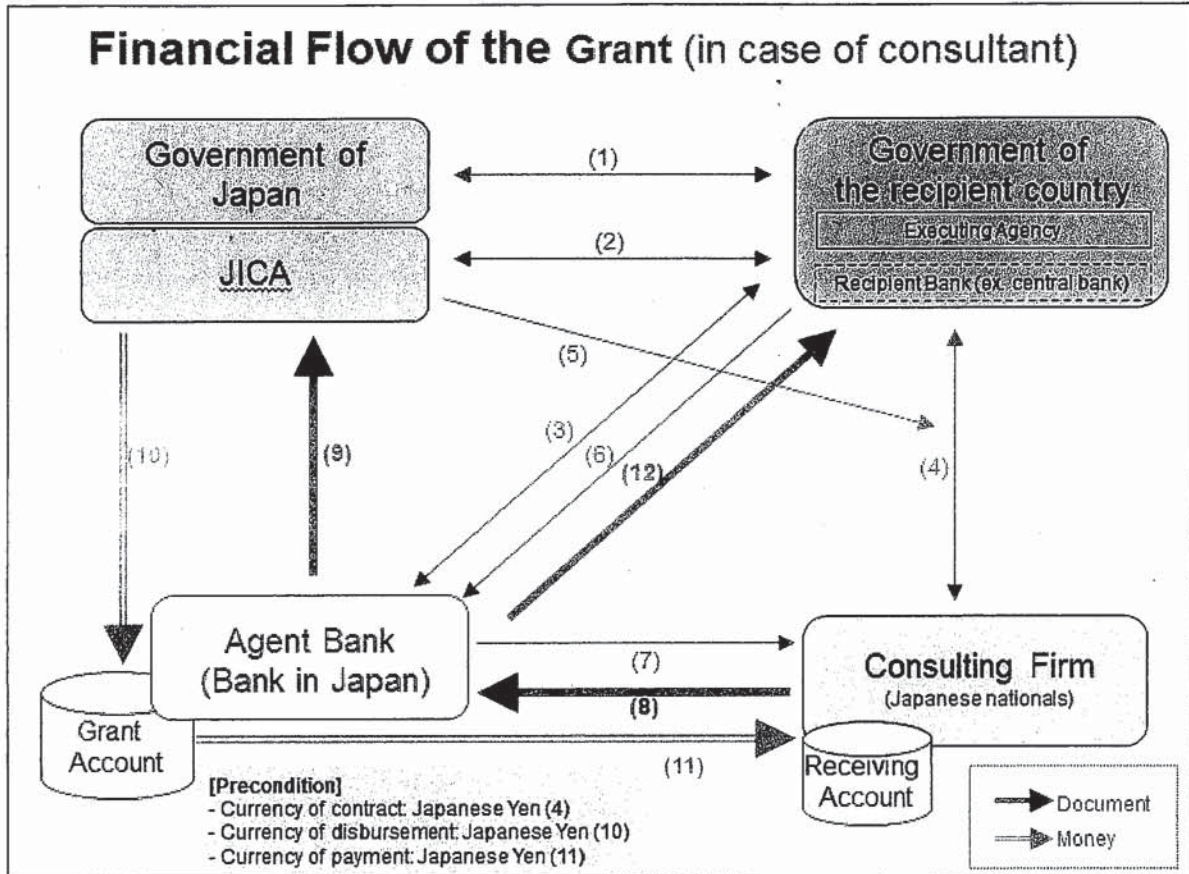 Financial Flow of the Grant (in case of consultant)
Government of
Japan
JICA
(1)
(2)
Government of
the recipient country
Executing Agency
Recipient Bank (ex. central bank)
(5)
(3)
(6)
(12)
(4)
(10)
(9)
Agent Bank
(Bank in Japan)
(7)
(8)
Consulting Firm
(Japanese nationals)
Grant
Account
(11)
Receiving
Account
[Precondition]
- Currency of contract: Japanese Yen (4)
- Currency of disbursement: Japanese Yen (10)
- Currency of payment: Japanese Yen (11)
Document
Money